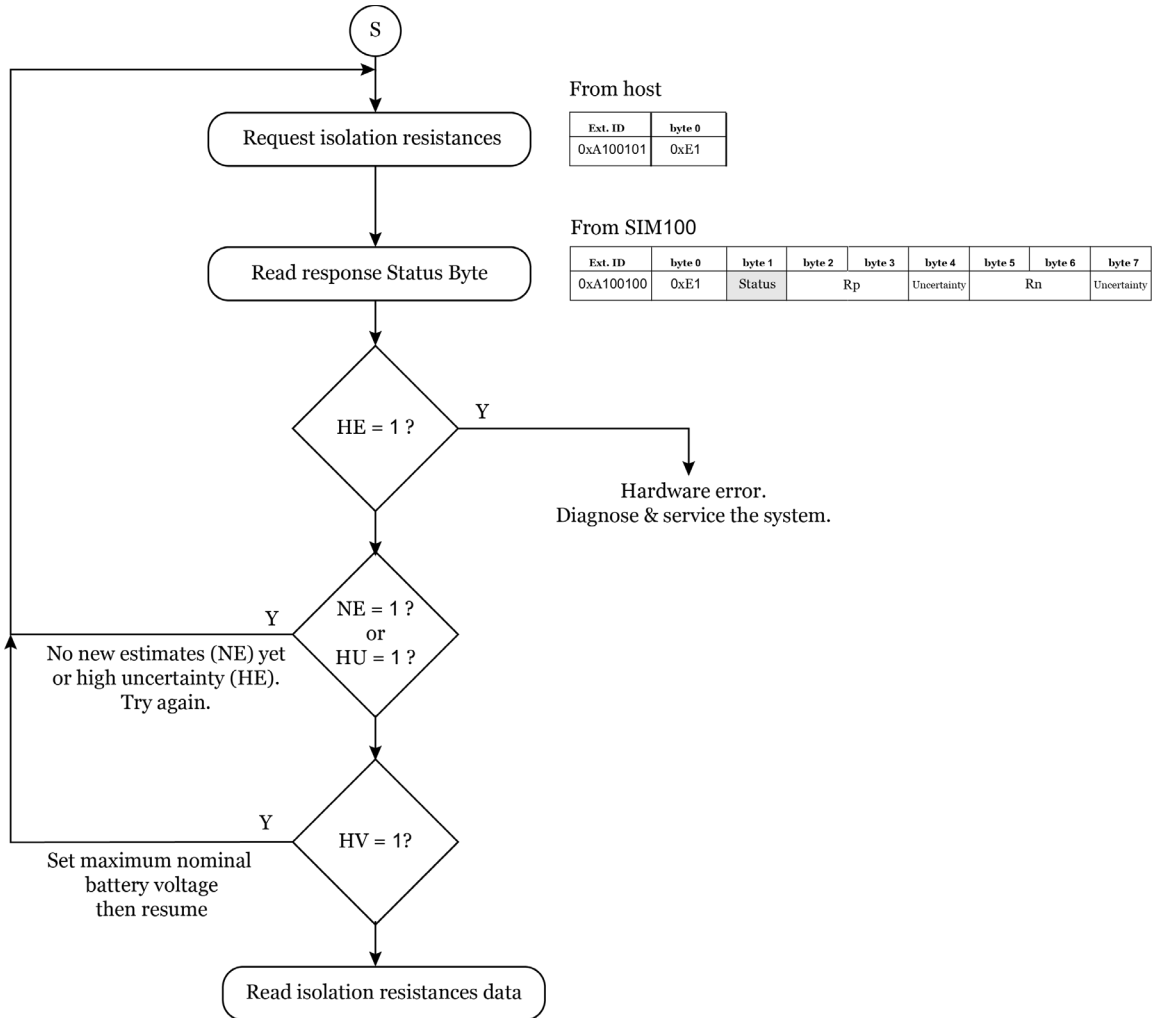 S
From host
Ext. ID byte 0
0xA100101 0xE1
Request isolation resistances
From SIM100
Ext. ID byte 0 byte 1 byte 2 byte 3 byte 4 byte 5 byte 6 byte 7
0xA100100 0xE1 Status Rp Uncertainty Rn Uncertainty
Read response Status Byte
HE = 1 ?
Y
Hardware error.
Diagnose & service the system.
NE = 1 ?
or
HU = 1 ?
Y
No new estimates (NE) yet
or high uncertainty (HE).
Try again.
HV = 1?
Y
Set maximum nominal
battery voltage
then resume
Read isolation resistances data